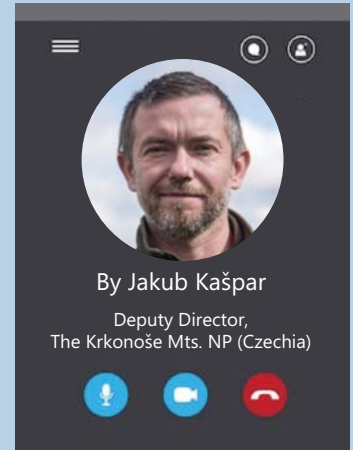 By Jakub Kašpar
Deputy Director,
The Krkonoše Mts. NP (Czechia)